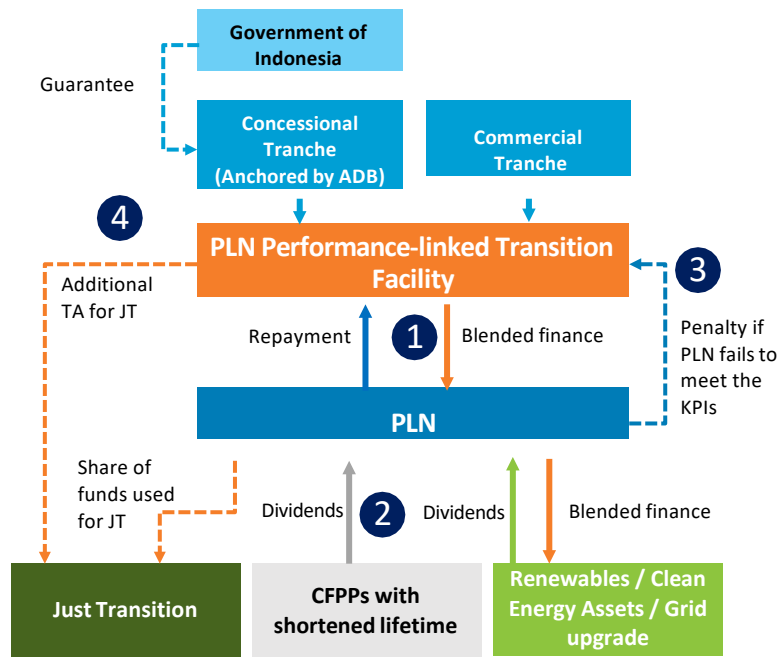 Government of
Indonesia
Guarantee
Concessional
Tranche
(Anchored by ADB)
Commercial
Tranche
4
PLN Performance-linked Transition
Facility
3
Additional
TA for JT
Repayment
1
Blended finance
Penalty if
PLN fails to
meet the
KPIs
PLN
Share of
funds used
for JT
Dividends
2
Dividends
Blended finance
Just Transition
CFPPs with
shortened lifetime
Renewables / Clean
Energy Assets / Grid
upgrade